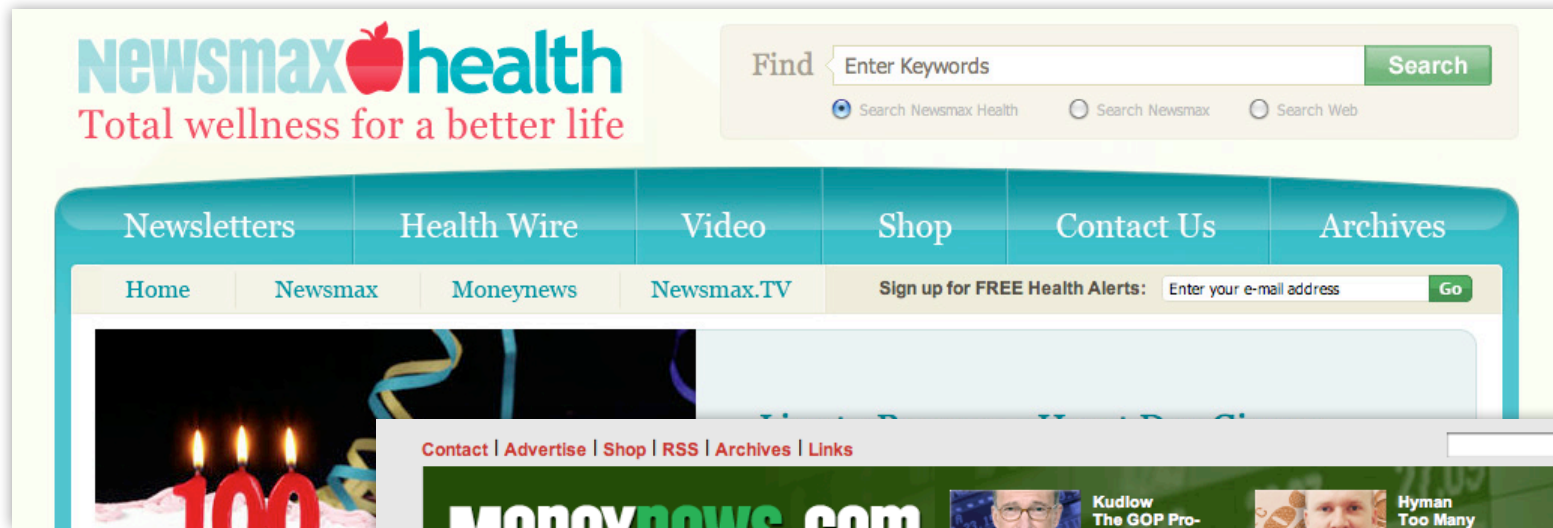 Newsmax health
Total wellness for a better life
Find
Enter Keywords
Search
Search Newsmax Health
Search Newsmax
Search Web
Newsletters
Health Wire
Video
Shop
Contact Us
Archives
Home
Newsmax
Moneynews
Newsmax.TV
Sign up for FREE Health Alerts:
Enter your e-mail address
Go
100
Contact | Advertise | Shop | RSS | Archives | Links
moneynews.com
Kudlow
The GOP Pro-
Hyman
Too Many